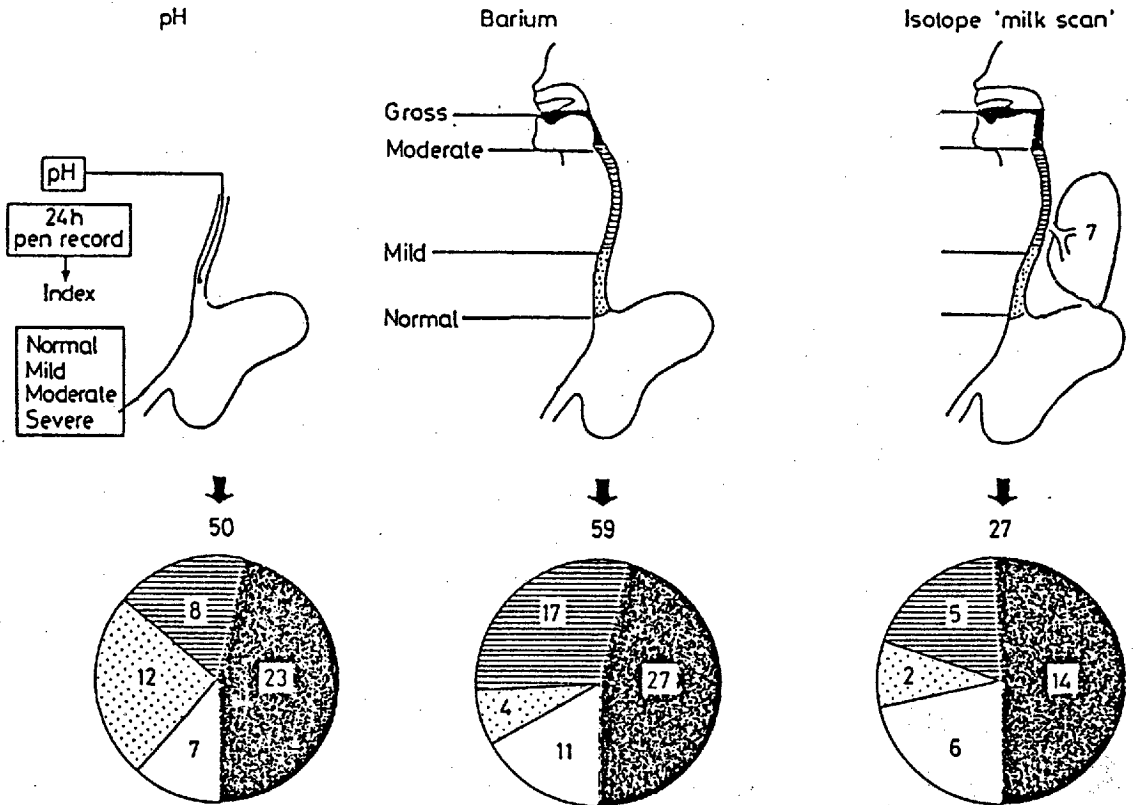 pH
Barium
Isotope 'milk scan'
Gross
Moderate
Mild
Normal
pH
24h
pen record
Index
Normal
Mild
Moderate
Severe
7
50
59
27
8
23
12
7
17
27
4
11
5
14
2
6